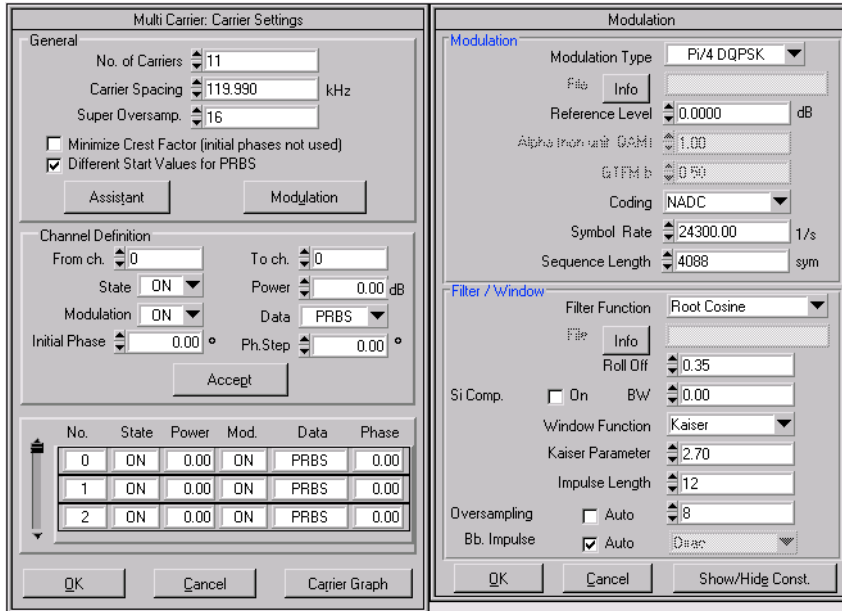 Multi Carrier: Carrier Settings
General
No. of Carriers 11
Carrier Spacing 119.990 kHz
Super Oversamp. 16
Minimize Crest Factor (initial phases not used)
Different Start Values for PRBS
Assistant Modulation
Channel Definition
From ch. 0 To ch. 0
State ON Power 0.00 dB
Modulation ON Data PRBS
Initial Phase 0.00 ° Ph.Step 0.00 °
Accept
No. State Power Mod. Data Phase
0 ON 0.00 ON PRBS 0.00
1 ON 0.00 ON PRBS 0.00
2 ON 0.00 ON PRBS 0.00
OK Cancel Carrier Graph
Modulation
Modulation
Modulation Type Pi/4 DQPSK
File Info
Reference Level 0.0000 dB
Alpha (non unit QAM) 1.00
GTFM b 0.50
Coding NADC
Symbol Rate 24300.00 1/s
Sequence Length 4088 sym
Filter / Window
Filter Function Root Cosine
File Info
Roll Off 0.35
Si Comp. On BW 0.00
Window Function Kaiser
Kaiser Parameter 2.70
Impulse Length 12
Oversampling Auto 8
Bb. Impulse Auto Dirac
OK Cancel Show/Hide Const.